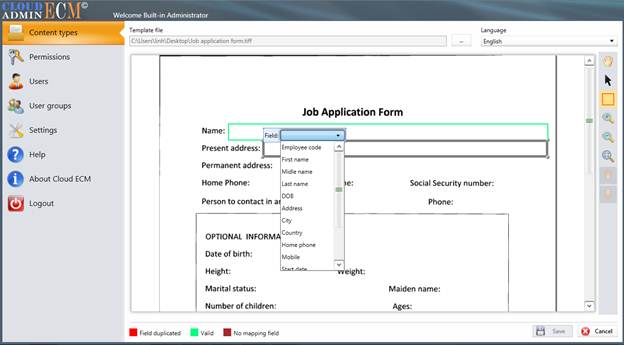 CLOUD
ADMIN ECM
Welcome Built-in Administrator
Content types
Permissions
Users
User groups
Settings
Help
About Cloud ECM
Logout
Template file
C:\Users\linh\Desktop\Job application form.tiff
...
Language
English
Job Application Form
Name:
Field:
Present address:
Employee code
First name
Midle name
Last name
DOB
Address
City
Country
Home phone
Mobile
Start date
Permanent address:
Home Phone:
ne:
Social Security number:
Person to contact in
Phone:
OPTIONAL INFORMA
Date of birth:
Height:
Weight:
Marital status:
Maiden name:
Number of children:
Ages:
Field duplicated
Valid
No mapping field
Save
Cancel